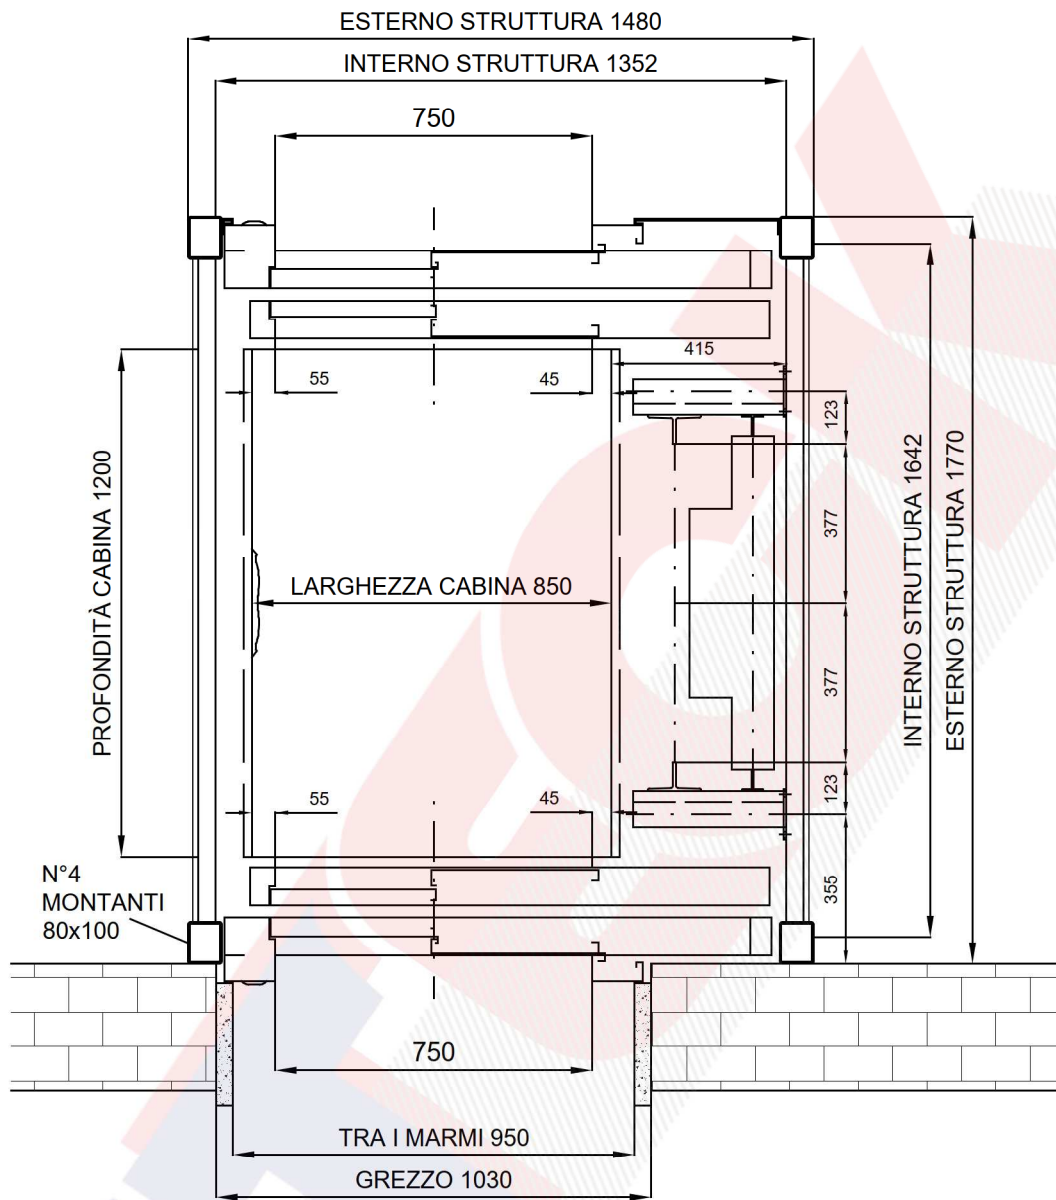 ESTERNO STRUTTURA 1480
INTERNO STRUTTURA 1352
750
415
55
45
123
377
PROFONDITÀ CABINA 1200
LARGHEZZA CABINA 850
INTERNO STRUTTURA 1642
ESTERNO STRUTTURA 1770
377
123
55
45
355
N°4
MONTANTI
80x100
750
TRA I MARMI 950
GREZZO 1030